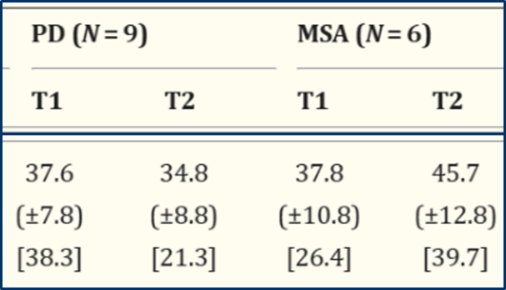 PD (N = 9) MSA (N = 6)
T1 T2 T1 T2
37.6 34.8 37.8 45.7
(±7.8) (±8.8) (±10.8) (±12.8)
[38.3] [21.3] [26.4] [39.7]